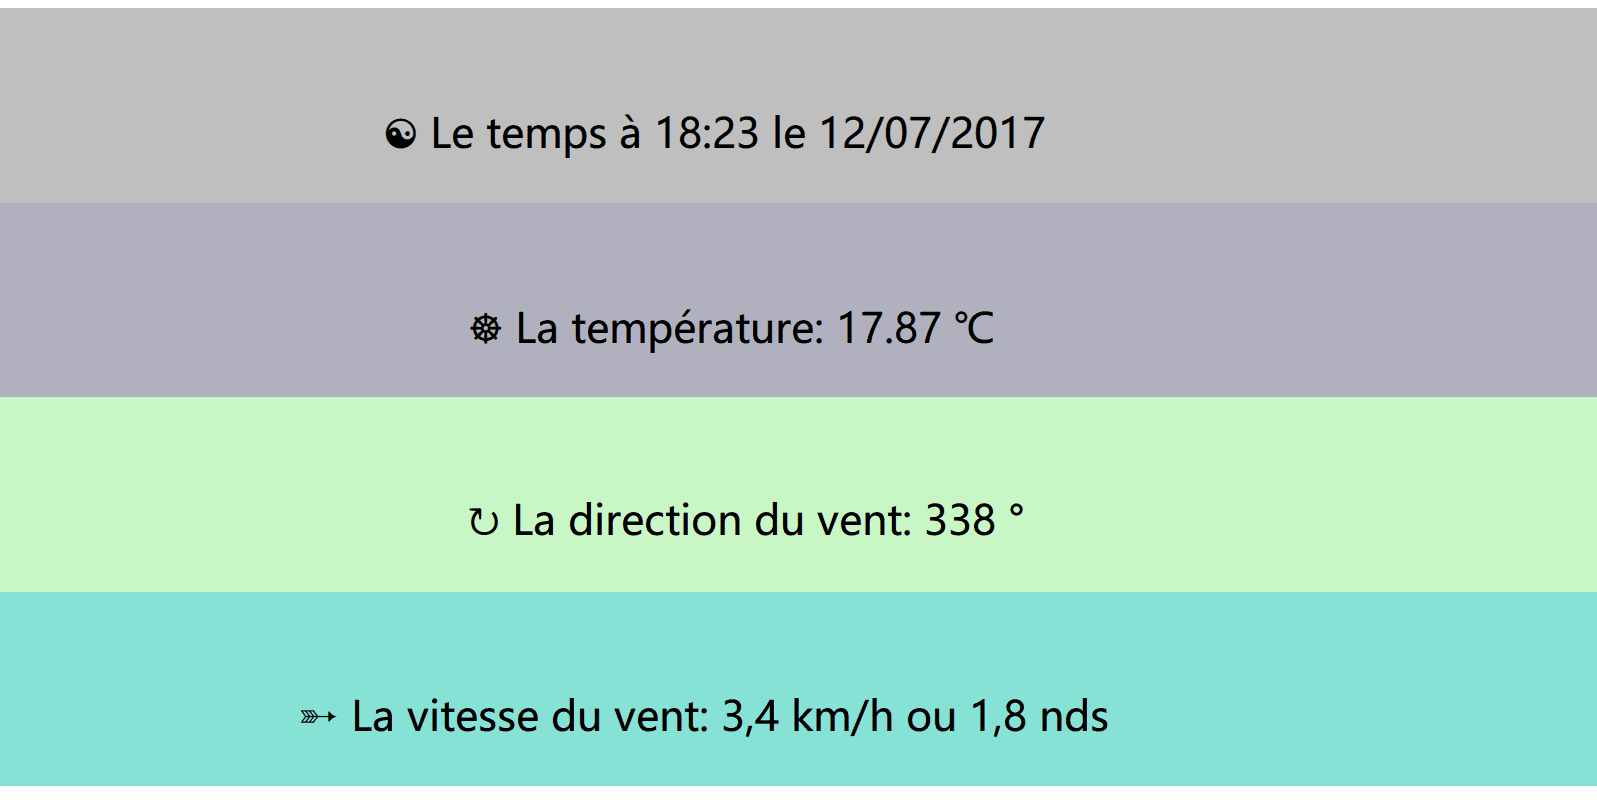 ☯ Le temps à 18:23 le 12/07/2017
☸ La température: 17.87 ℃
↻ La direction du vent: 338 °
➳ La vitesse du vent: 3,4 km/h ou 1,8 nds